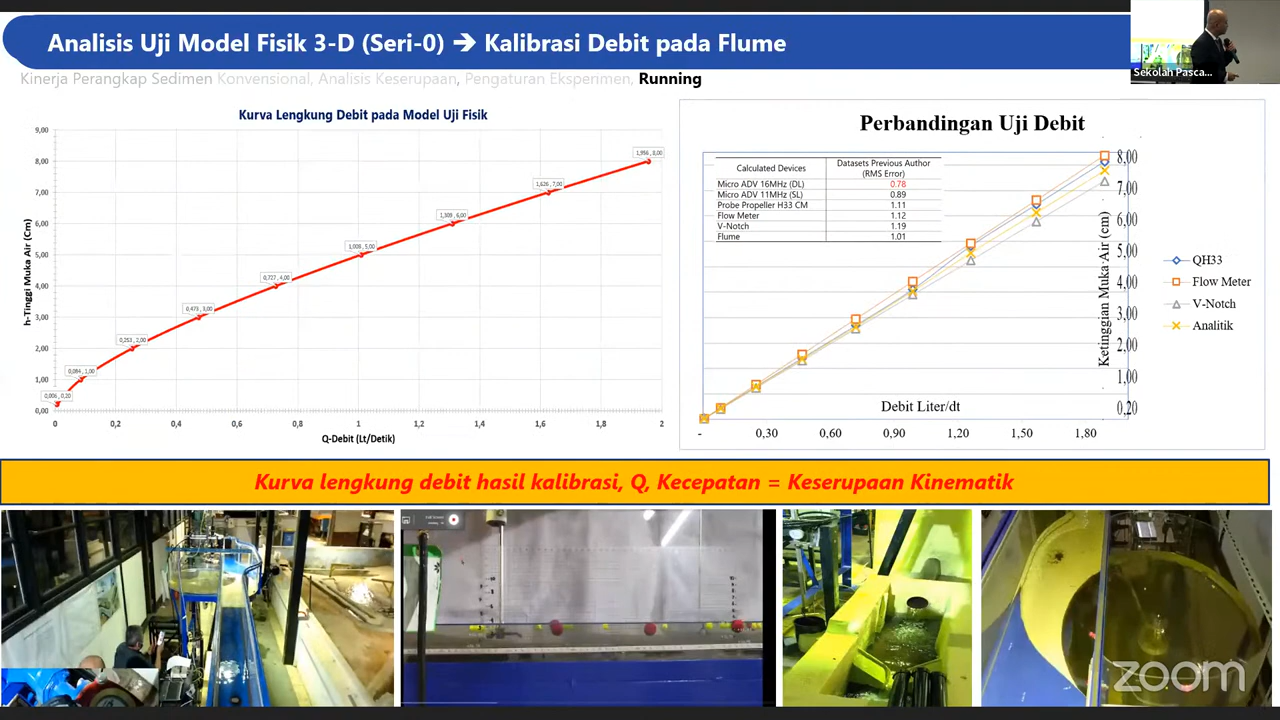 Analisis Uji Model Fisik 3-D (Seri-0) → Kalibrasi Debit pada Flume
Kinerja Perangkap Sedimen Konvensional, Analisis Keserupaan, Pengaturan Eksperimen, Running
Sekolah Pasca...
Kurva Lengkung Debit pada Model Uji Fisik
9,00
8,00
7,00
6,00
5,00
4,00
3,00
2,00
1,00
0,00
h-Tinggi Muka Air (Cm)
1,956 , 8,00
1,626 , 7,00
1,309 , 6,00
1,008 , 5,00
0,727 , 4,00
0,473 , 3,00
0,253 , 2,00
0,084 , 1,00
0,006 , 0,20
0 0,2 0,4 0,6 0,8 1 1,2 1,4 1,6 1,8 2
Q-Debit (Lt/Detik)
Perbandingan Uji Debit
Calculated Devices Datasets Previous Author (RMS Error)
Micro ADV 16MHz (DL) 0.78
Micro ADV 11MHz (SL) 0.89
Probe Propeller H33 CM 1.11
Flow Meter 1.12
V-Notch 1.19
Flume 1.01
8,00
7,00
6,00
5,00
4,00
3,00
2,00
1,00
0,20
Ketinggian Muka Air (cm)
Debit Liter/dt
- 0,30 0,60 0,90 1,20 1,50 1,80
QH33
Flow Meter
V-Notch
Analitik
Kurva lengkung debit hasil kalibrasi, Q, Kecepatan = Keserupaan Kinematik
zoom